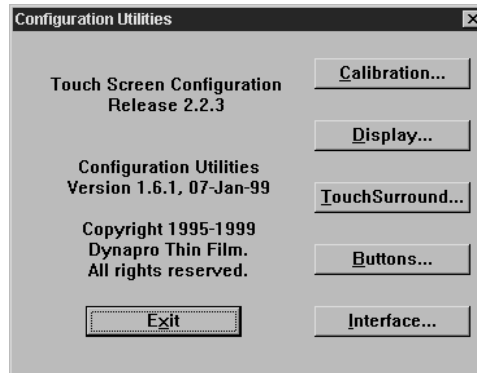 Configuration Utilities
Touch Screen Configuration
Release 2.2.3
Configuration Utilities
Version 1.6.1, 07-Jan-99
Copyright 1995-1999
Dynapro Thin Film.
All rights reserved.
Exit
Calibration...
Display...
TouchSurround...
Buttons...
Interface...